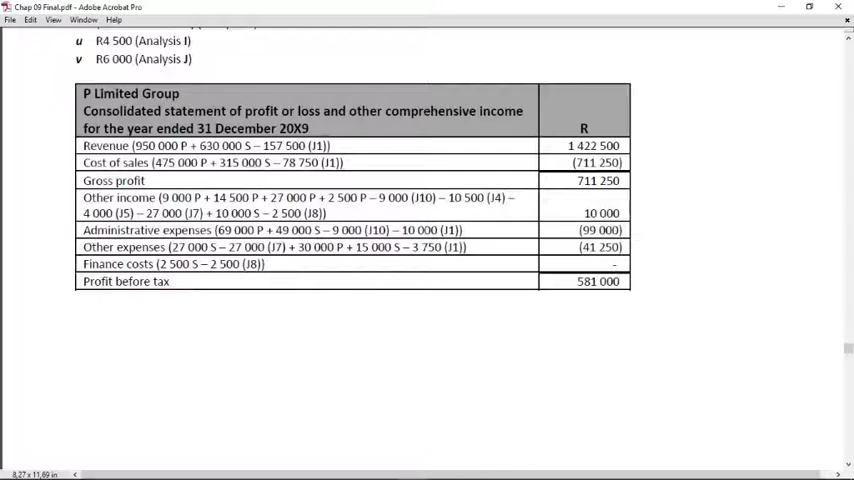 Chap 09 Final.pdf - Adobe Acrobat Pro
File Edit View Window Help
u R4 500 (Analysis I)
v R6 000 (Analysis J)
P Limited Group
Consolidated statement of profit or loss and other comprehensive income
for the year ended 31 December 20X9 R
Revenue (950 000 P + 630 000 S – 157 500 (J1)) 1 422 500
Cost of sales (475 000 P + 315 000 S – 78 750 (J1)) (711 250)
Gross profit 711 250
Other income (9 000 P + 14 500 P + 27 000 P + 2 500 P – 9 000 (J10) – 10 500 (J4) –
4 000 (J5) – 27 000 (J7) + 10 000 S – 2 500 (J8)) 10 000
Administrative expenses (69 000 P + 49 000 S – 9 000 (J10) – 10 000 (J1)) (99 000)
Other expenses (27 000 S – 27 000 (J7) + 30 000 P + 15 000 S – 3 750 (J1)) (41 250)
Finance costs (2 500 S – 2 500 (J8)) -
Profit before tax 581 000
8,27 x 11,69 in